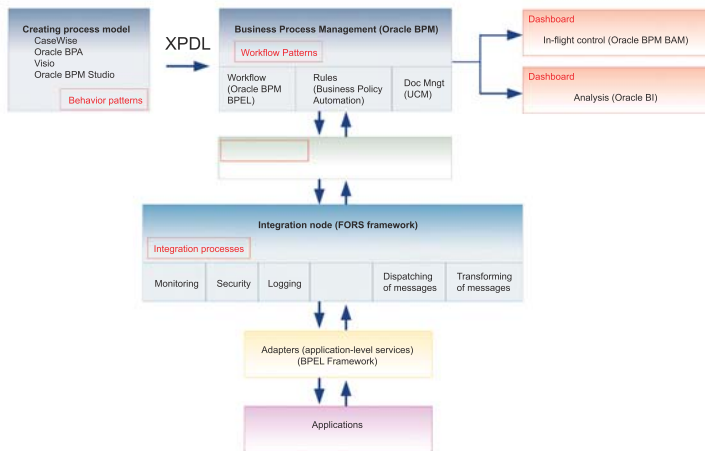 Creating process model
CaseWise
Oracle BPA
Visio
Oracle BPM Studio
Behavior patterns
XPDL
Business Process Management (Oracle BPM)
Workflow Patterns
Workflow
(Oracle BPM
BPEL)
Rules
(Business Policy
Automation)
Doc Mngt
(UCM)
Dashboard
In-flight control (Oracle BPM BAM)
Dashboard
Analysis (Oracle BI)
Integration node (FORS framework)
Integration processes
Monitoring
Security
Logging
Dispatching
of messages
Transforming
of messages
Adapters (application-level services)
(BPEL Framework)
Applications